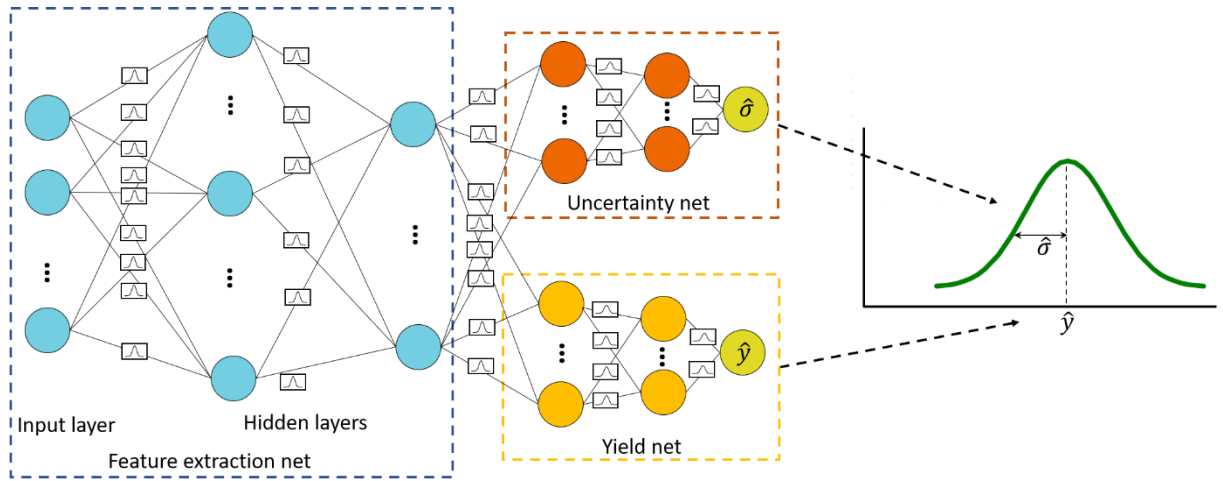 Input layer
Hidden layers
Feature extraction net
σ̂
Uncertainty net
ŷ
Yield net
σ̂
ŷ